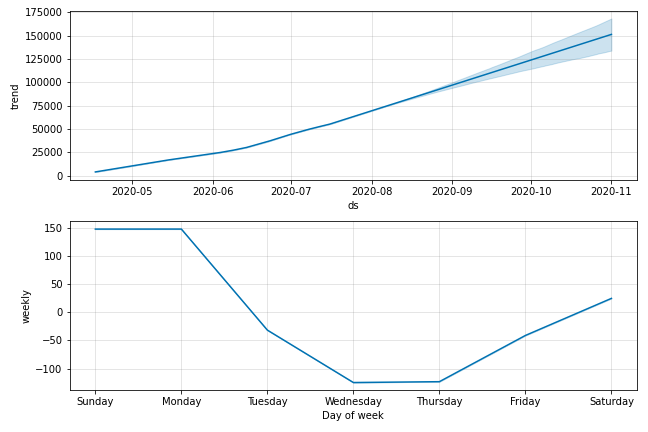 175000
150000
125000
100000
75000
50000
25000
0
trend
2020-05 2020-06 2020-07 2020-08 2020-09 2020-10 2020-11
ds
150
100
50
0
−50
−100
weekly
Sunday Monday Tuesday Wednesday Thursday Friday Saturday
Day of week